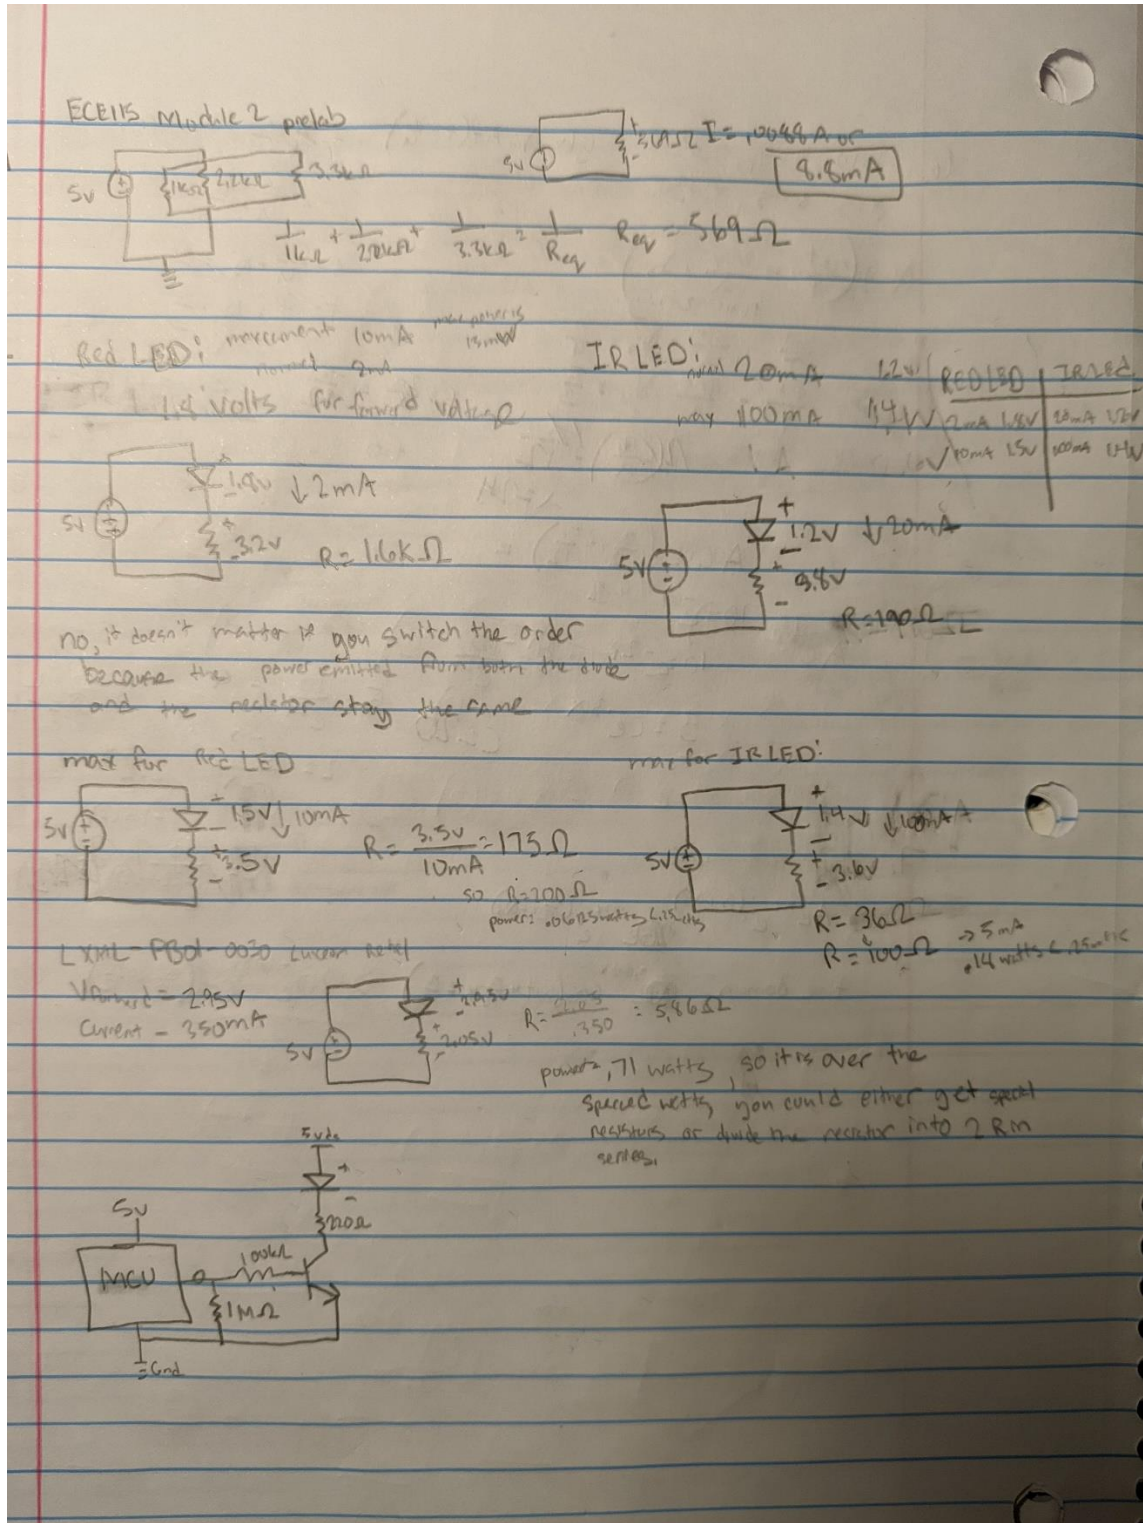 ECE115 Module 2 prelab
5v 1kΩ 2.2kΩ 3.3kΩ
5v 569Ω I = .0088A or
8.8mA
1/1kΩ + 1/2.2kΩ + 1/3.3kΩ = 1/Req Req = 569Ω
Red LED: 10mA max power is
normal 2mA
1.8 volts for forward voltage
IR LED:
normal 20mA 1.2v
max 100mA 1.4V
RED LED | IR LED
2mA 1.8V | 20mA 1.2V
10mA 1.5v | 100mA 1.4V
5v 1.8v ↓2mA
+ - 3.2v R = 1.6kΩ
5v + - 1.2v ↓20mA
+ - 3.8v
R = 190Ω
no, it doesn't matter if you switch the order
because the power emitted from both the diode
and the resistor stay the same
max for Red LED
5v + - 1.5V ↓10mA
+ - 3.5V
R = 3.5v/10mA = 175Ω
so R=200Ω
power: .06125 watts <
max for IR LED:
5v + - 1.4v ↓100mA
+ - 3.6v
R = 36Ω
R = 100Ω → 5mA
.14 watts <
LXML-PB01-0030
Vforward = 2.95V
Current - 350mA
5v + - 2.95v
+ - 2.05v
R = 2.05/.350 = 5.86Ω
power = .71 watts, so it is over the
you could either get special
resistors or divide the resistor into 2 R in
series.
5vdc
+ -
220Ω
5v
MCU
100kΩ
1MΩ
Gnd